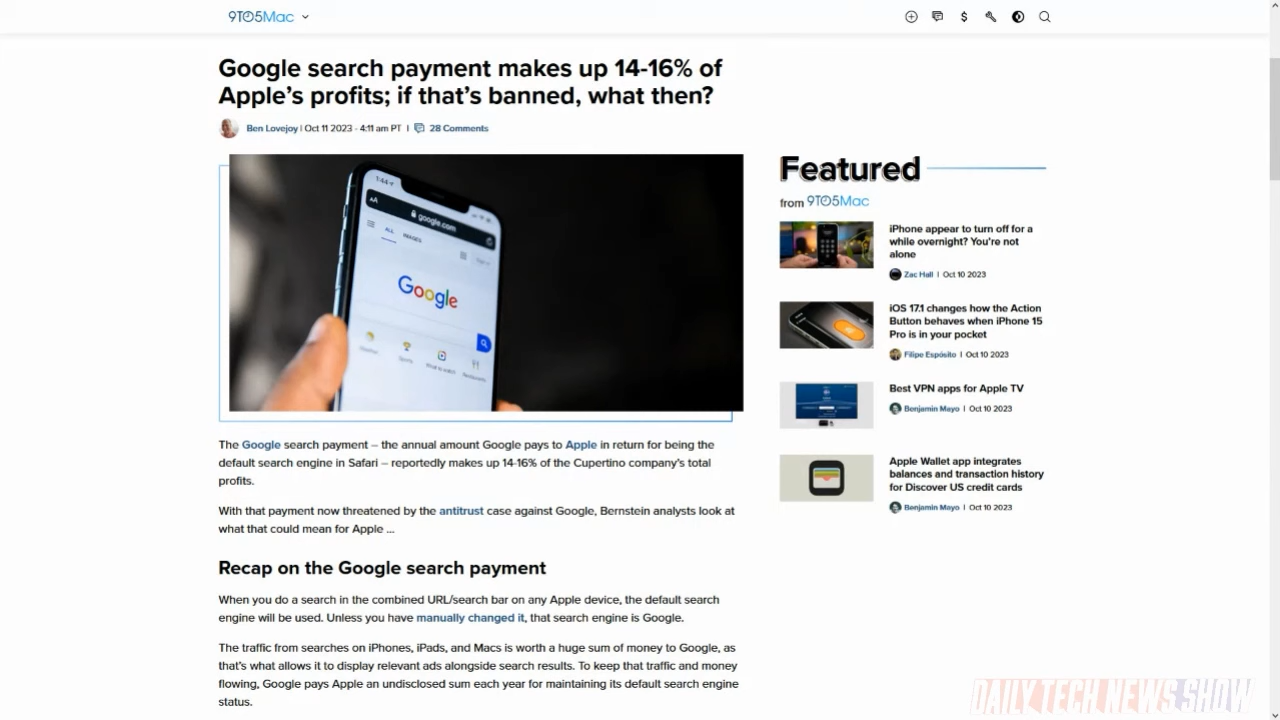 9TO5Mac
Google search payment makes up 14-16% of
Apple's profits; if that's banned, what then?
Ben Lovejoy | Oct 11 2023 - 4:11 am PT | 28 Comments
7:44
AA
google.com
ALL
IMAGES
Google
Sports
What to watch
Restaurants
The Google search payment – the annual amount Google pays to Apple in return for being the
default search engine in Safari – reportedly makes up 14-16% of the Cupertino company's total
profits.
With that payment now threatened by the antitrust case against Google, Bernstein analysts look at
what that could mean for Apple ...
Recap on the Google search payment
When you do a search in the combined URL/search bar on any Apple device, the default search
engine will be used. Unless you have manually changed it, that search engine is Google.
The traffic from searches on iPhones, iPads, and Macs is worth a huge sum of money to Google, as
that's what allows it to display relevant ads alongside search results. To keep that traffic and money
flowing, Google pays Apple an undisclosed sum each year for maintaining its default search engine
status.
Featured
from 9TO5Mac
iPhone appear to turn off for a
while overnight? You're not
alone
Zac Hall | Oct 10 2023
iOS 17.1 changes how the Action
Button behaves when iPhone 15
Pro is in your pocket
Filipe Espósito | Oct 10 2023
Best VPN apps for Apple TV
Benjamin Mayo | Oct 10 2023
Apple Wallet app integrates
balances and transaction history
for Discover US credit cards
Benjamin Mayo | Oct 10 2023
DAILY TECH NEWS SHOW